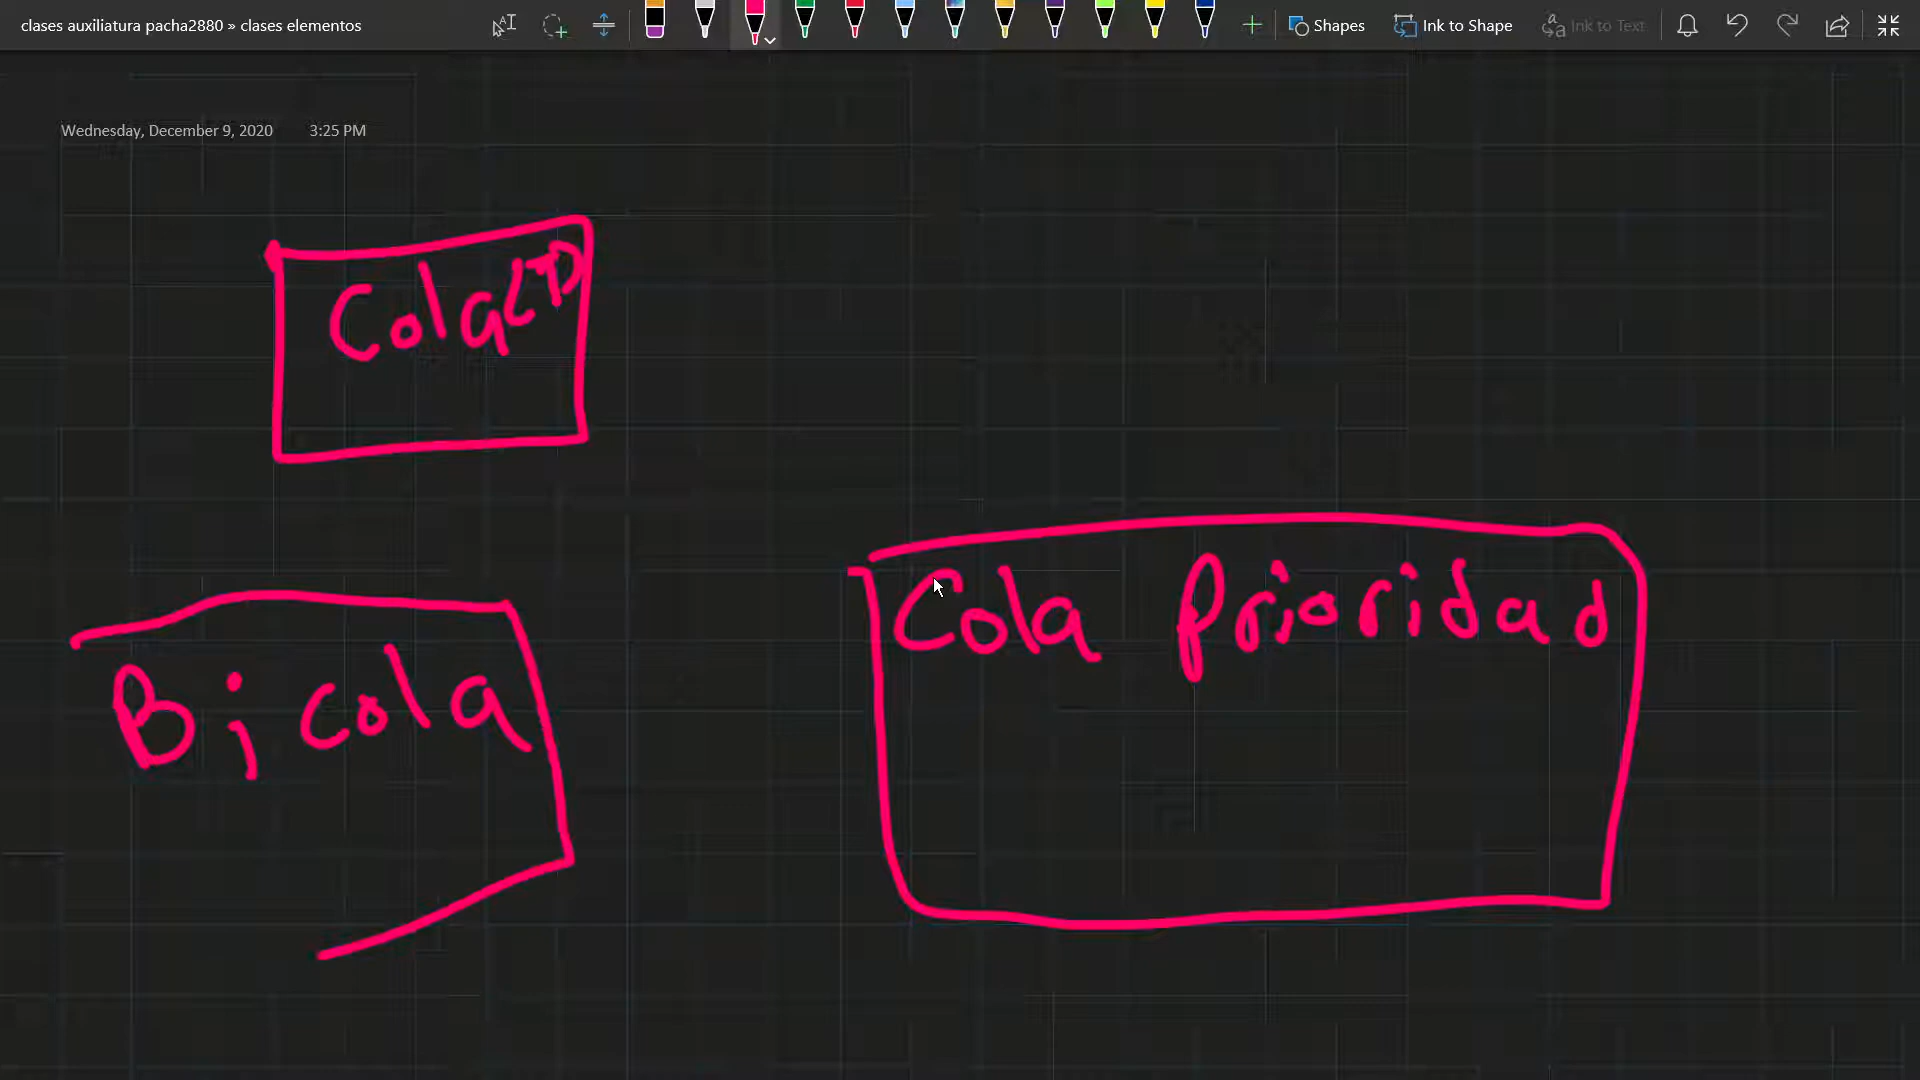 clases auxiliatura pacha2880 » clases elementos
Shapes
Ink to Shape
Ink to Text
Wednesday, December 9, 2020 3:25 PM
Cola<T>
Cola Prioridad
Bicola